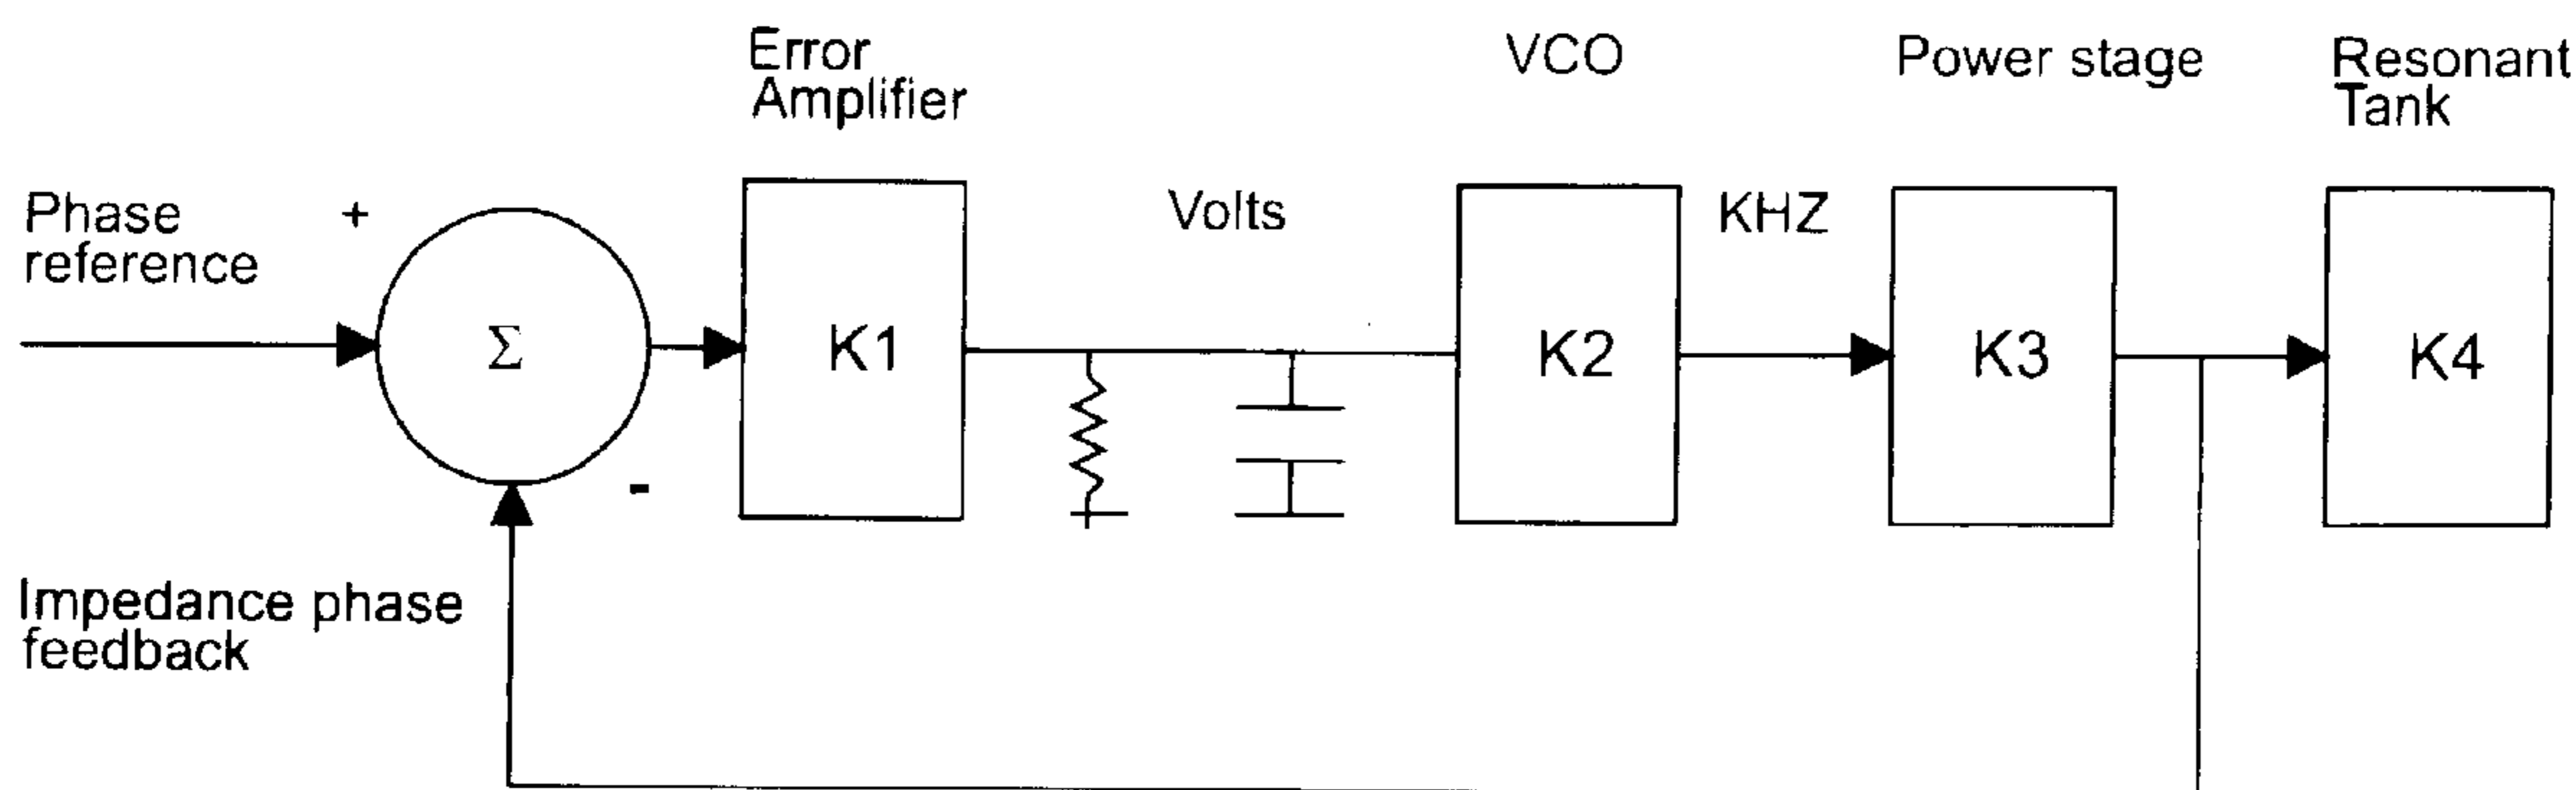 Error
Amplifier
VCO
Power stage
Resonant
Tank
Phase
reference
+
Volts
KHZ
Σ
K1
K2
K3
K4
-
Impedance phase
feedback